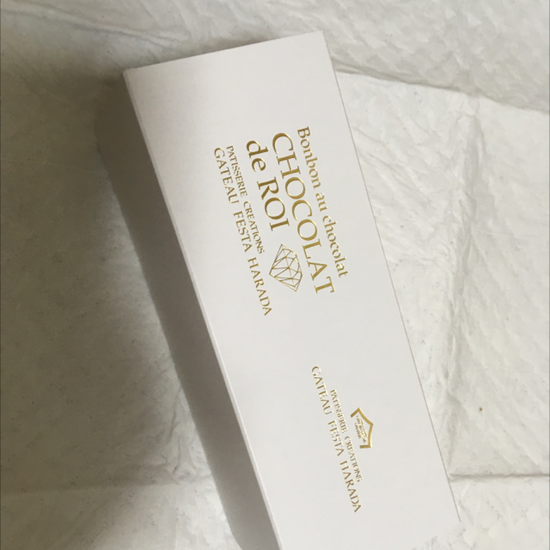 Bonbon au chocolat
CHOCOLAT
de ROI
PATISSERIE CREATIONS
GATEAU FESTA HARADA
PATISSERIE CREATIONS
GATEAU FESTA HARADA